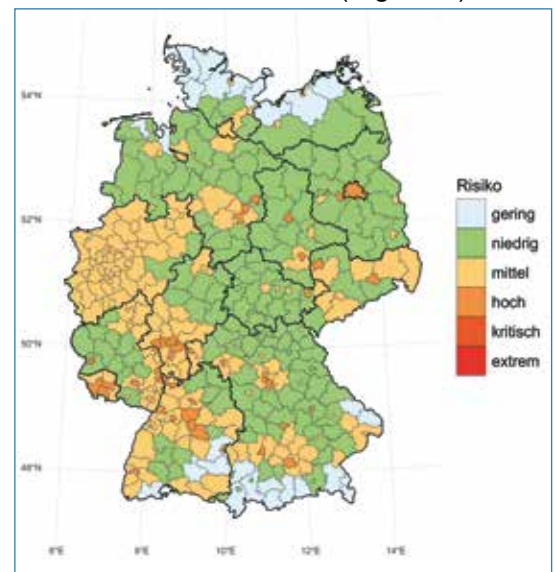 54°N
52°N
50°N
48°N
6°E
8°E
10°E
12°E
14°E
Risiko
gering
niedrig
mittel
hoch
kritisch
extrem